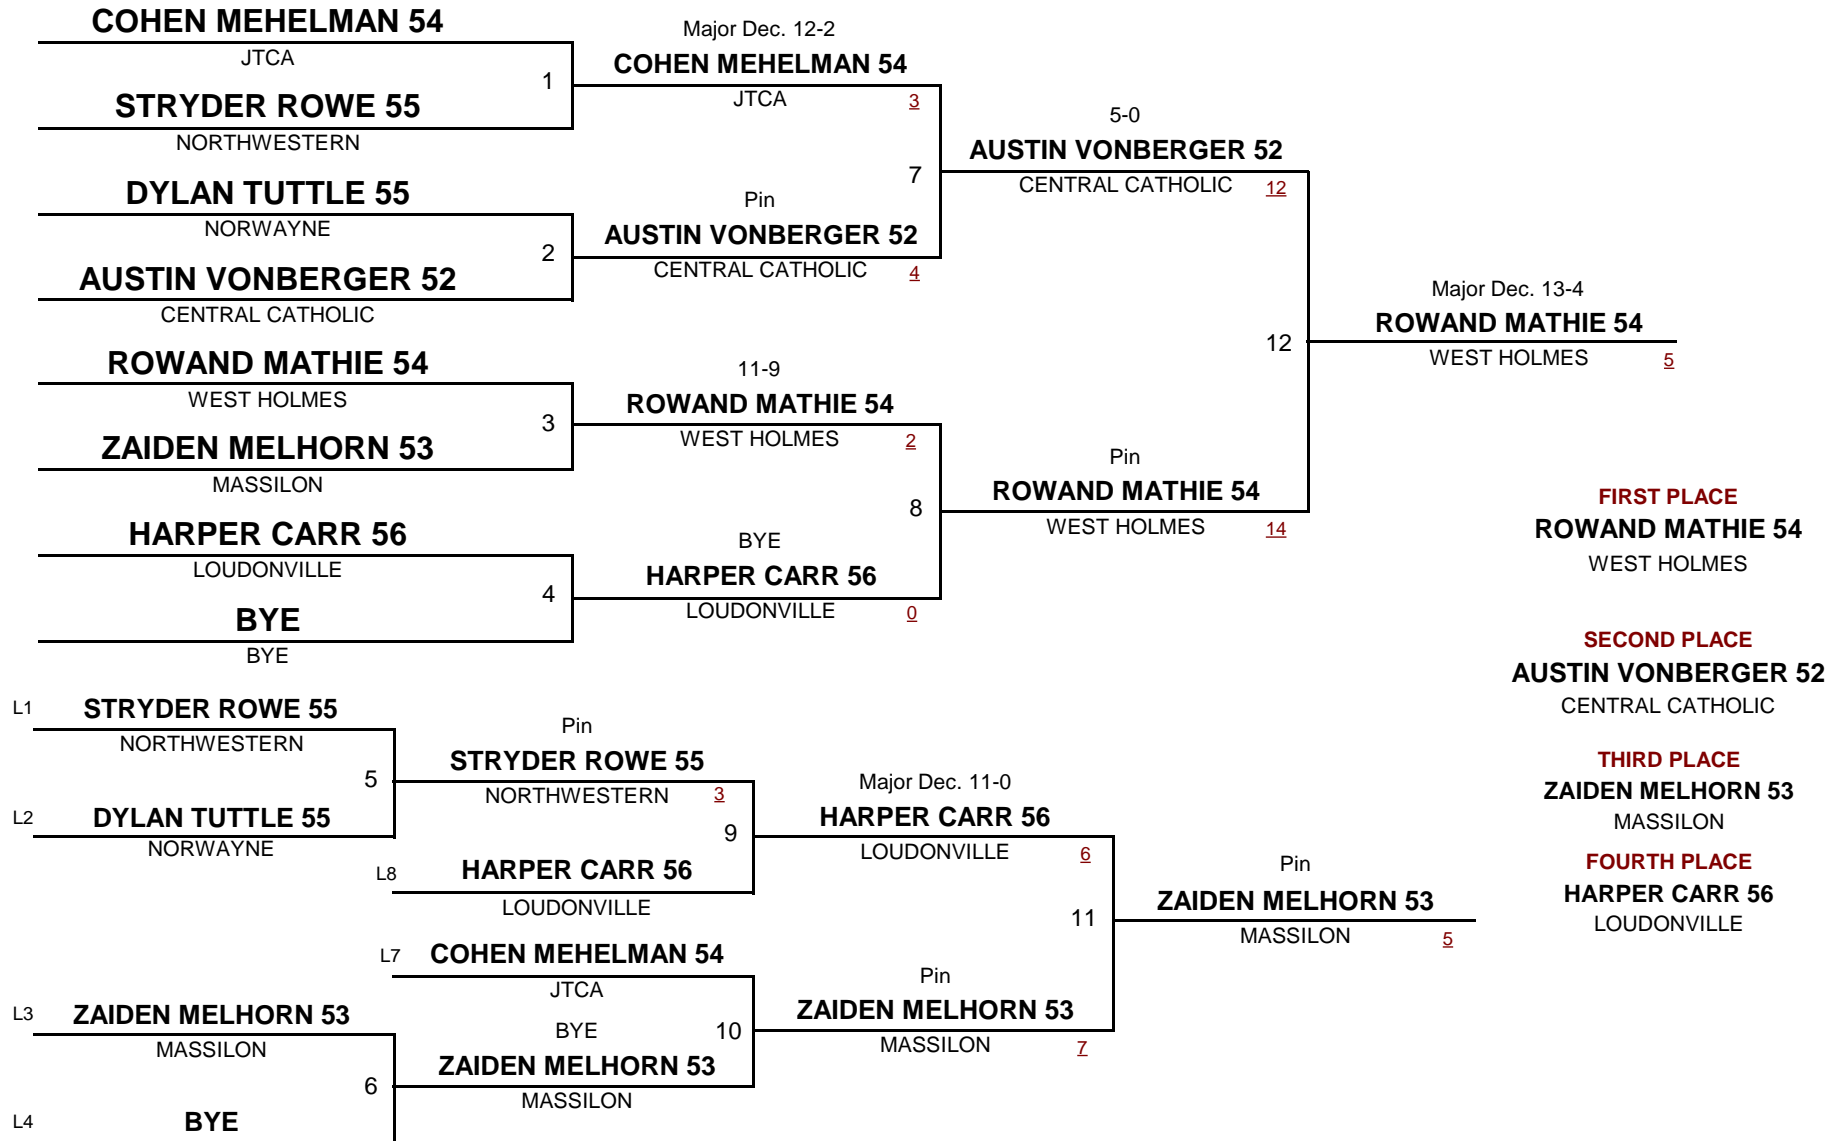 COHEN MEHELMAN 54
JTCA
1
STRYDER ROWE 55
NORTHWESTERN
DYLAN TUTTLE 55
NORWAYNE
2
AUSTIN VONBERGER 52
CENTRAL CATHOLIC
ROWAND MATHIE 54
WEST HOLMES
3
ZAIDEN MELHORN 53
MASSILON
HARPER CARR 56
LOUDONVILLE
4
BYE
BYE
Major Dec. 12-2
COHEN MEHELMAN 54
JTCA 3
7
Pin
AUSTIN VONBERGER 52
CENTRAL CATHOLIC 4
11-9
ROWAND MATHIE 54
WEST HOLMES 2
8
BYE
HARPER CARR 56
LOUDONVILLE 0
5-0
AUSTIN VONBERGER 52
CENTRAL CATHOLIC 12
12
Pin
ROWAND MATHIE 54
WEST HOLMES 14
Major Dec. 13-4
ROWAND MATHIE 54
WEST HOLMES 5
FIRST PLACE
ROWAND MATHIE 54
WEST HOLMES
SECOND PLACE
AUSTIN VONBERGER 52
CENTRAL CATHOLIC
THIRD PLACE
ZAIDEN MELHORN 53
MASSILON
FOURTH PLACE
HARPER CARR 56
LOUDONVILLE
L1 STRYDER ROWE 55
NORTHWESTERN
5
L2 DYLAN TUTTLE 55
NORWAYNE
L3 ZAIDEN MELHORN 53
MASSILON
6
L4 BYE
Pin
STRYDER ROWE 55
NORTHWESTERN 3
9
L8 HARPER CARR 56
LOUDONVILLE
L7 COHEN MEHELMAN 54
JTCA
BYE 10
ZAIDEN MELHORN 53
MASSILON
Major Dec. 11-0
HARPER CARR 56
LOUDONVILLE 6
11
Pin
ZAIDEN MELHORN 53
MASSILON 7
Pin
ZAIDEN MELHORN 53
MASSILON 5